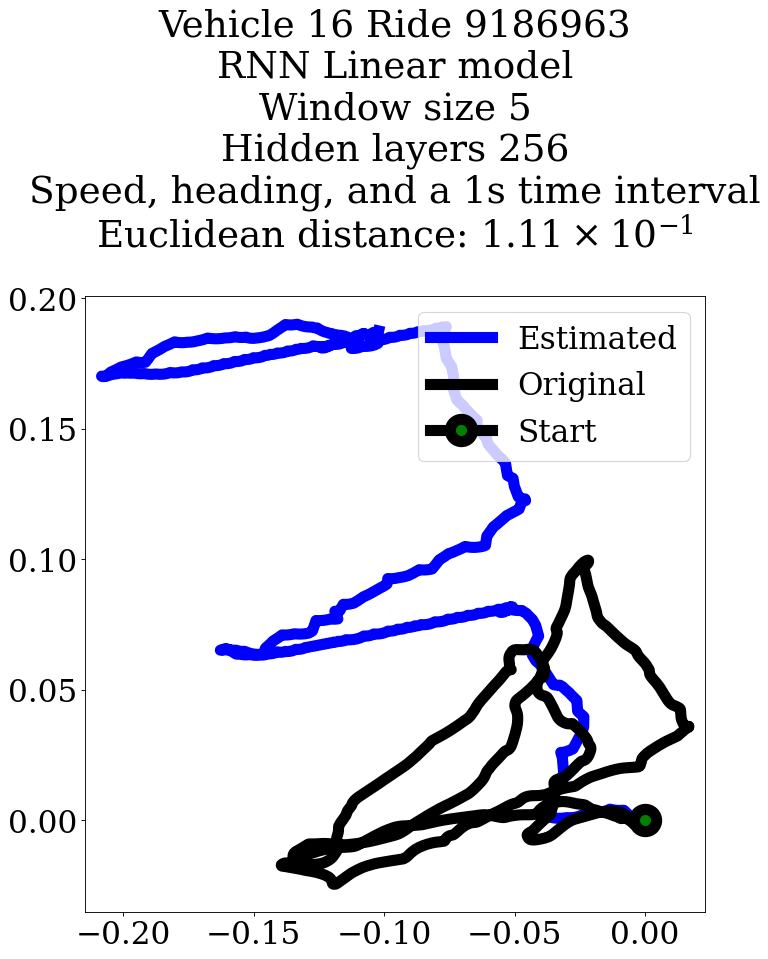 Vehicle 16 Ride 9186963
RNN Linear model
Window size 5
Hidden layers 256
Speed, heading, and a 1s time interval
Euclidean distance: 1.11 × 10⁻¹
0.20
0.15
0.10
0.05
0.00
Estimated
Original
Start
−0.20 −0.15 −0.10 −0.05 0.00